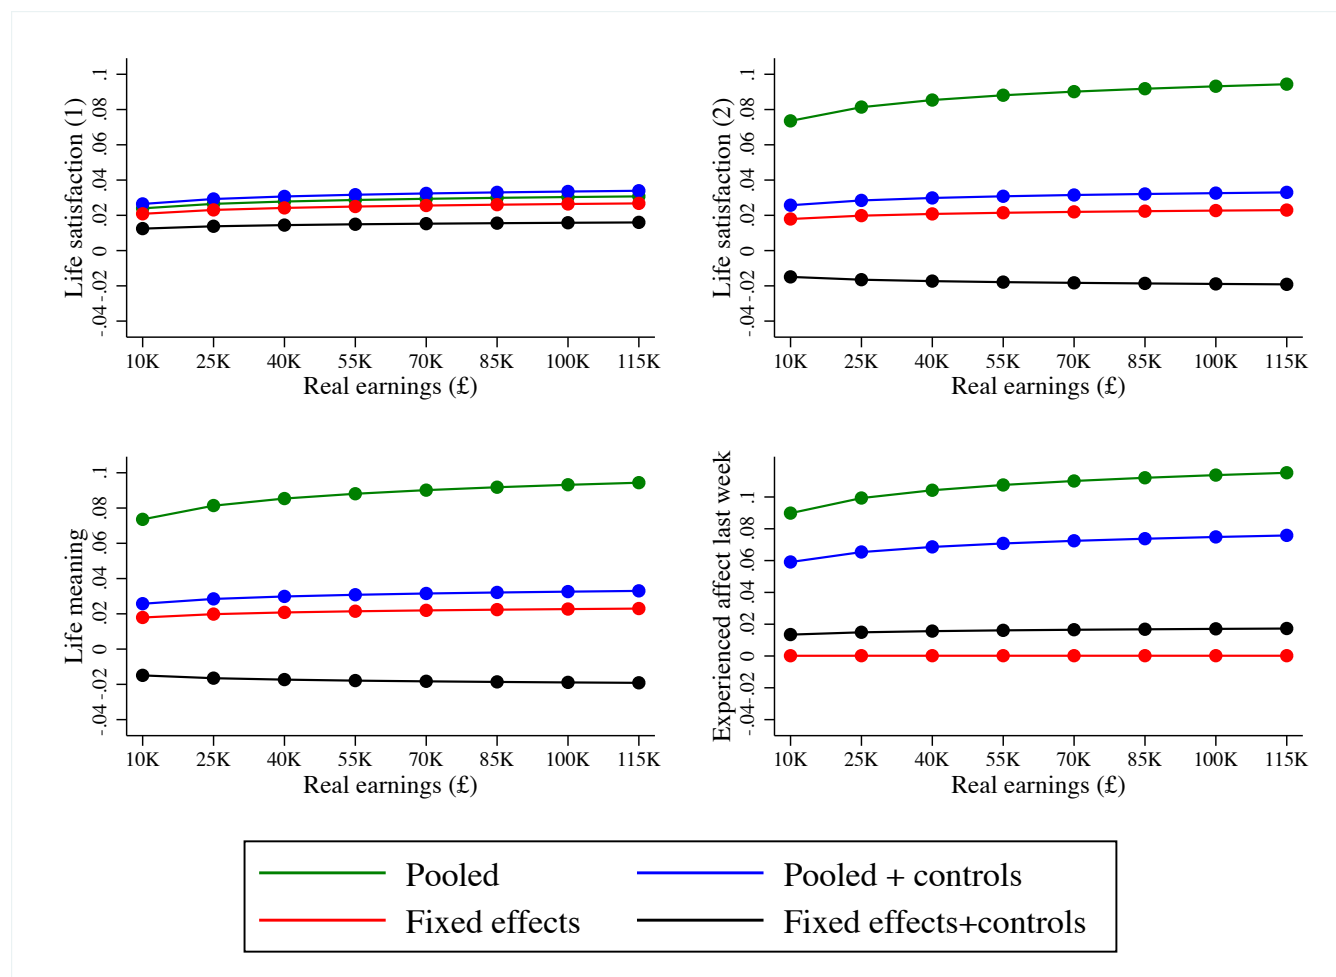 Life satisfaction (1)
.1
.08
.06
.04
.02
0
-.02
-.04
10K 25K 40K 55K 70K 85K 100K 115K
Real earnings (£)
Life satisfaction (2)
.1
.08
.06
.04
.02
0
-.02
-.04
10K 25K 40K 55K 70K 85K 100K 115K
Real earnings (£)
Life meaning
.1
.08
.06
.04
.02
0
-.02
-.04
10K 25K 40K 55K 70K 85K 100K 115K
Real earnings (£)
Experienced affect last week
.1
.08
.06
.04
.02
0
-.02
-.04
10K 25K 40K 55K 70K 85K 100K 115K
Real earnings (£)
Pooled
Pooled + controls
Fixed effects
Fixed effects+controls